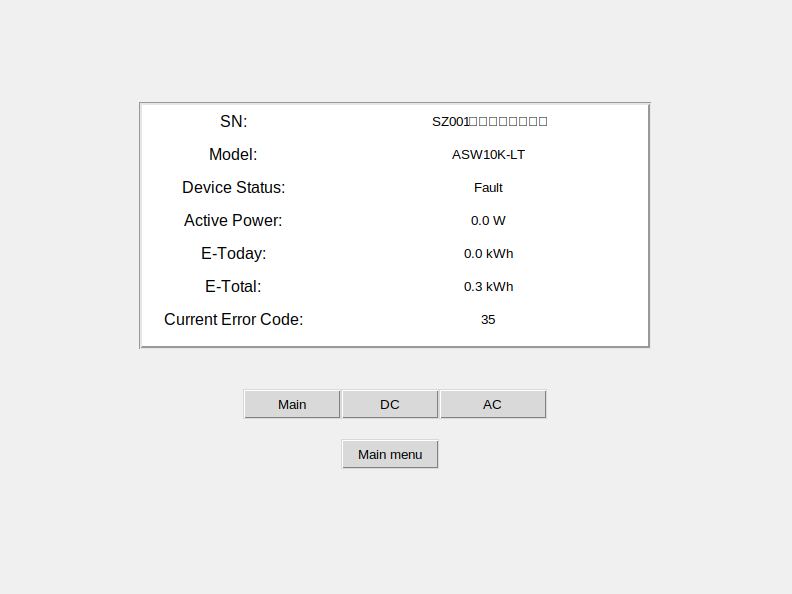 SN: SZ001□□□□□□□□
Model: ASW10K-LT
Device Status: Fault
Active Power: 0.0 W
E-Today: 0.0 kWh
E-Total: 0.3 kWh
Current Error Code: 35
Main DC AC
Main menu